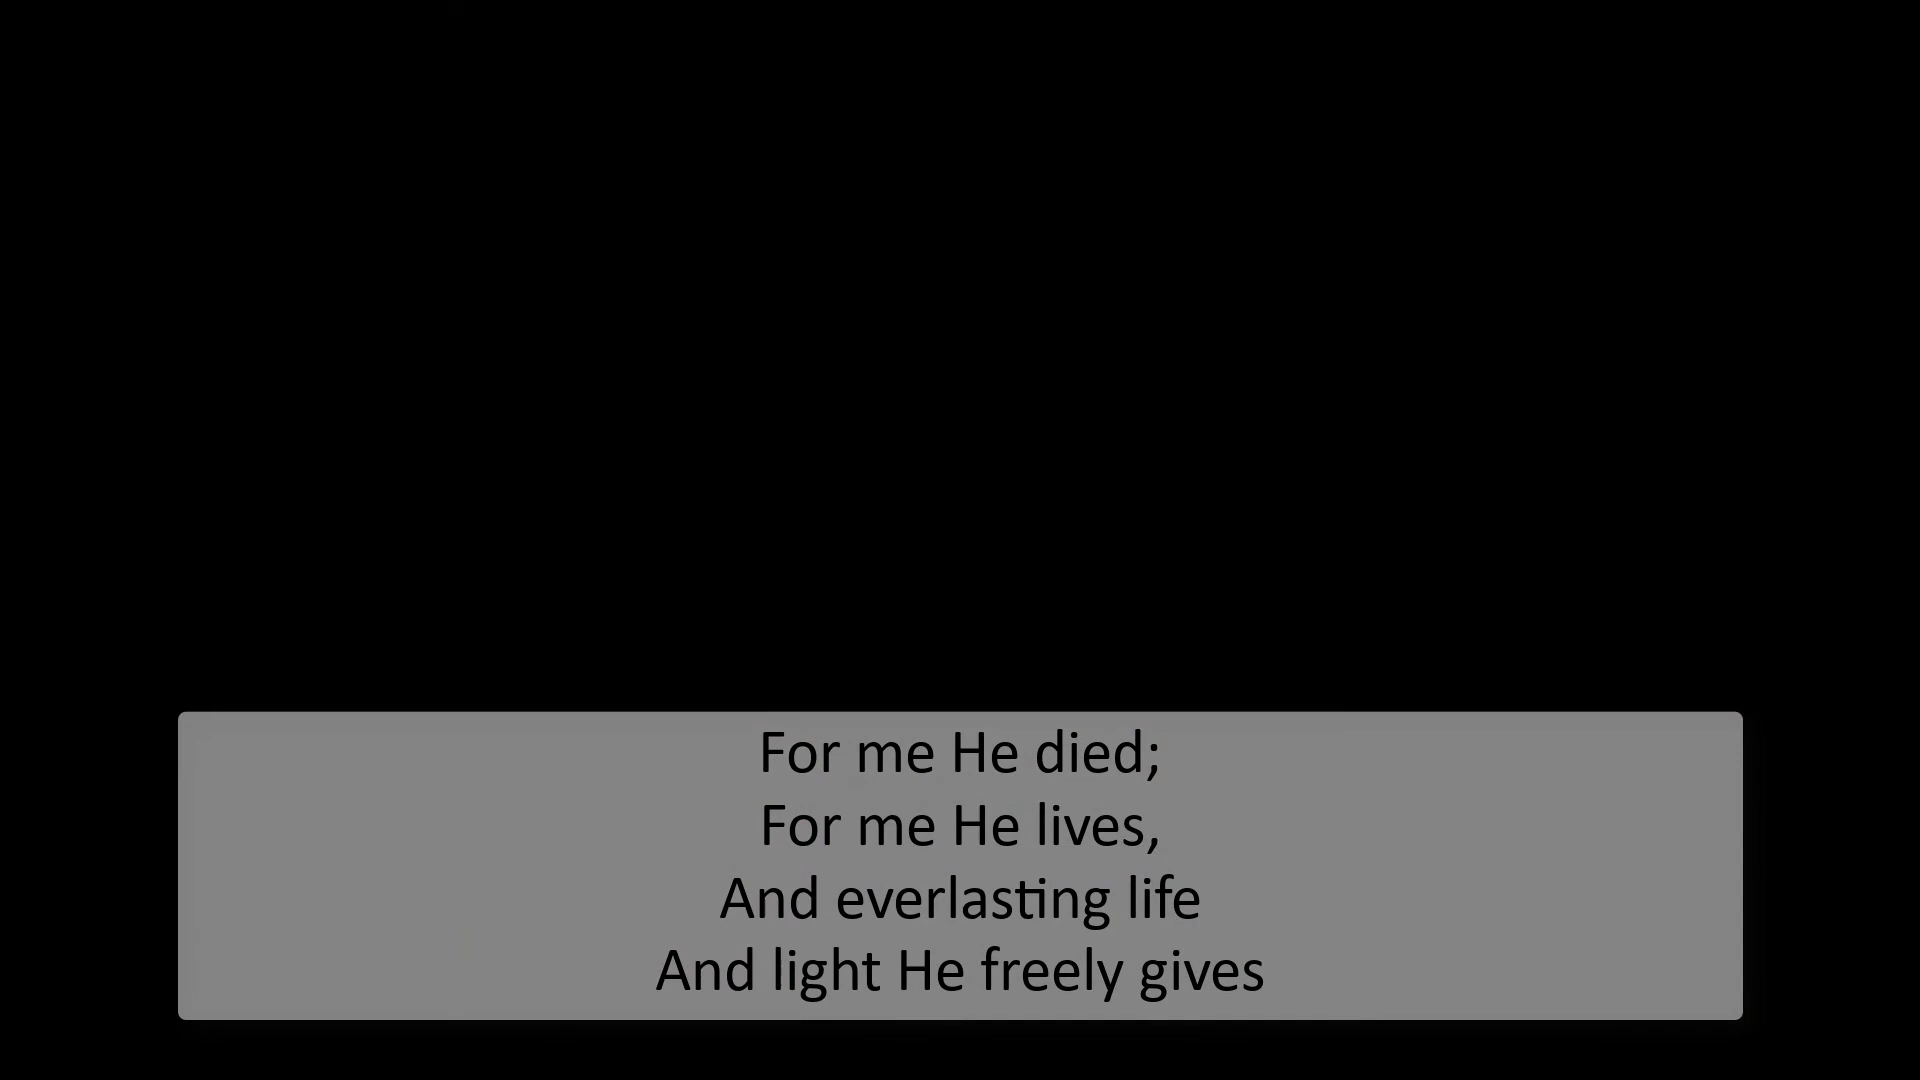 For me He died;
For me He lives,
And everlasting life
And light He freely gives